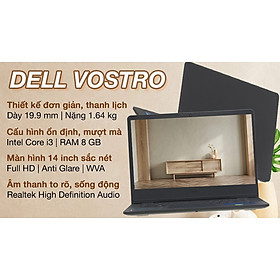 DELL VOSTRO
Thiết kế đơn giản, thanh lịch
Dày 19.9 mm | Nặng 1.64 kg
Cấu hình ổn định, mượt mà
Intel Core i3 | RAM 8 GB
Màn hình 14 inch sắc nét
Full HD | Anti Glare | WVA
Âm thanh to rõ, sống động
Realtek High Definition Audio